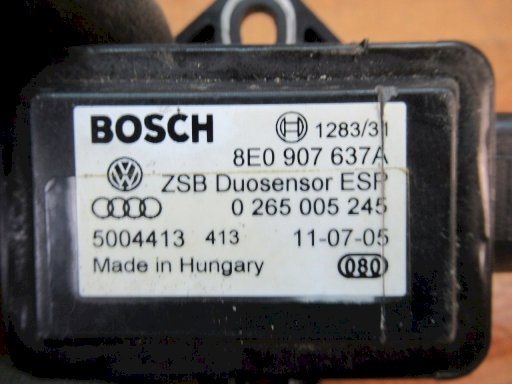 BOSCH
1283/31
8E0 907 637A
ZSB Duosensor ESP
0 265 005 245
5004413 413 11-07-05
Made in Hungary 080